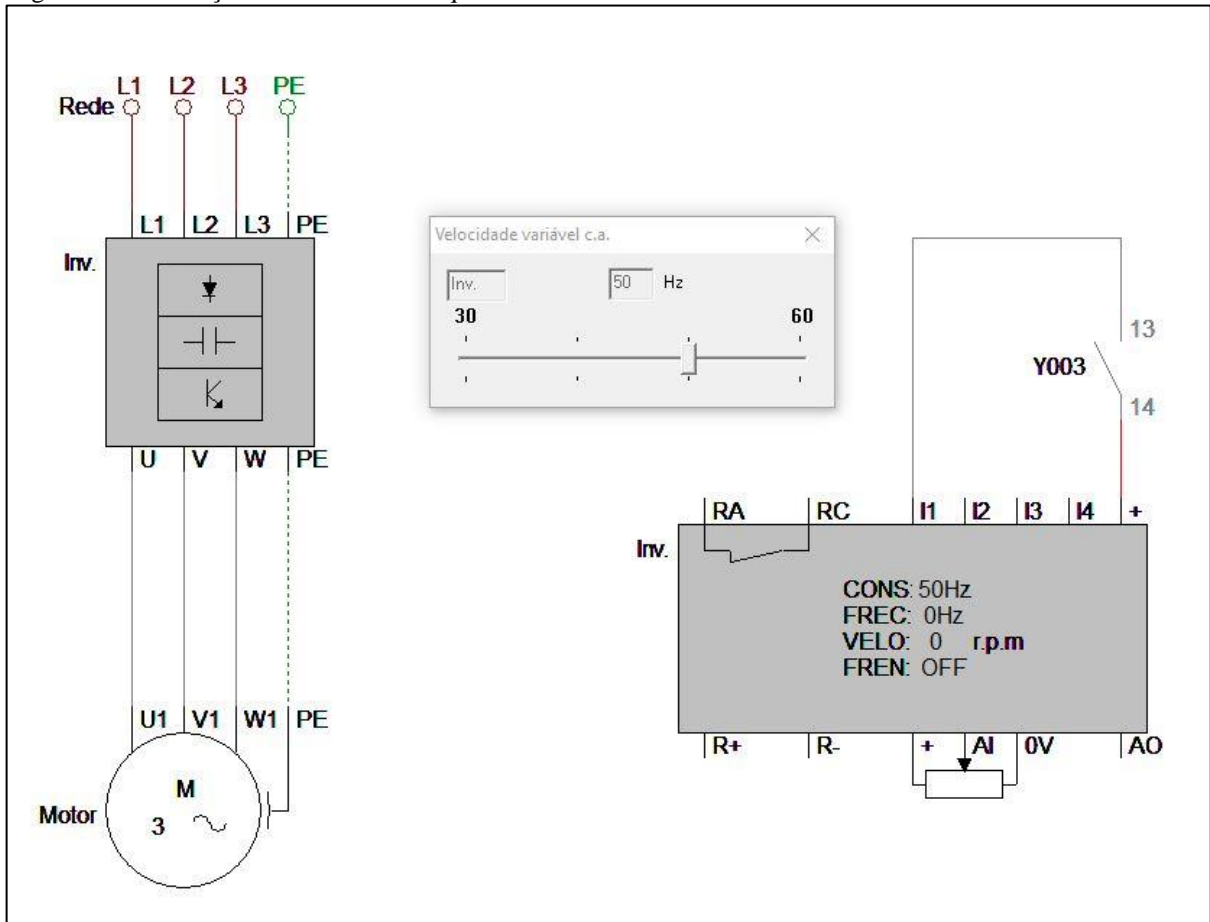 L1 L2 L3 PE
Rede
L1 L2 L3 PE
Inv.
U V W PE
U1 V1 W1 PE
M
3
Motor
Velocidade variável c.a.
Inv. 50 Hz
30 60
13
Y003
14
RA RC I1 I2 I3 I4 +
Inv.
CONS: 50Hz
FREC: 0Hz
VELO: 0 r.p.m
FREN: OFF
R+ R- + AI 0V AO